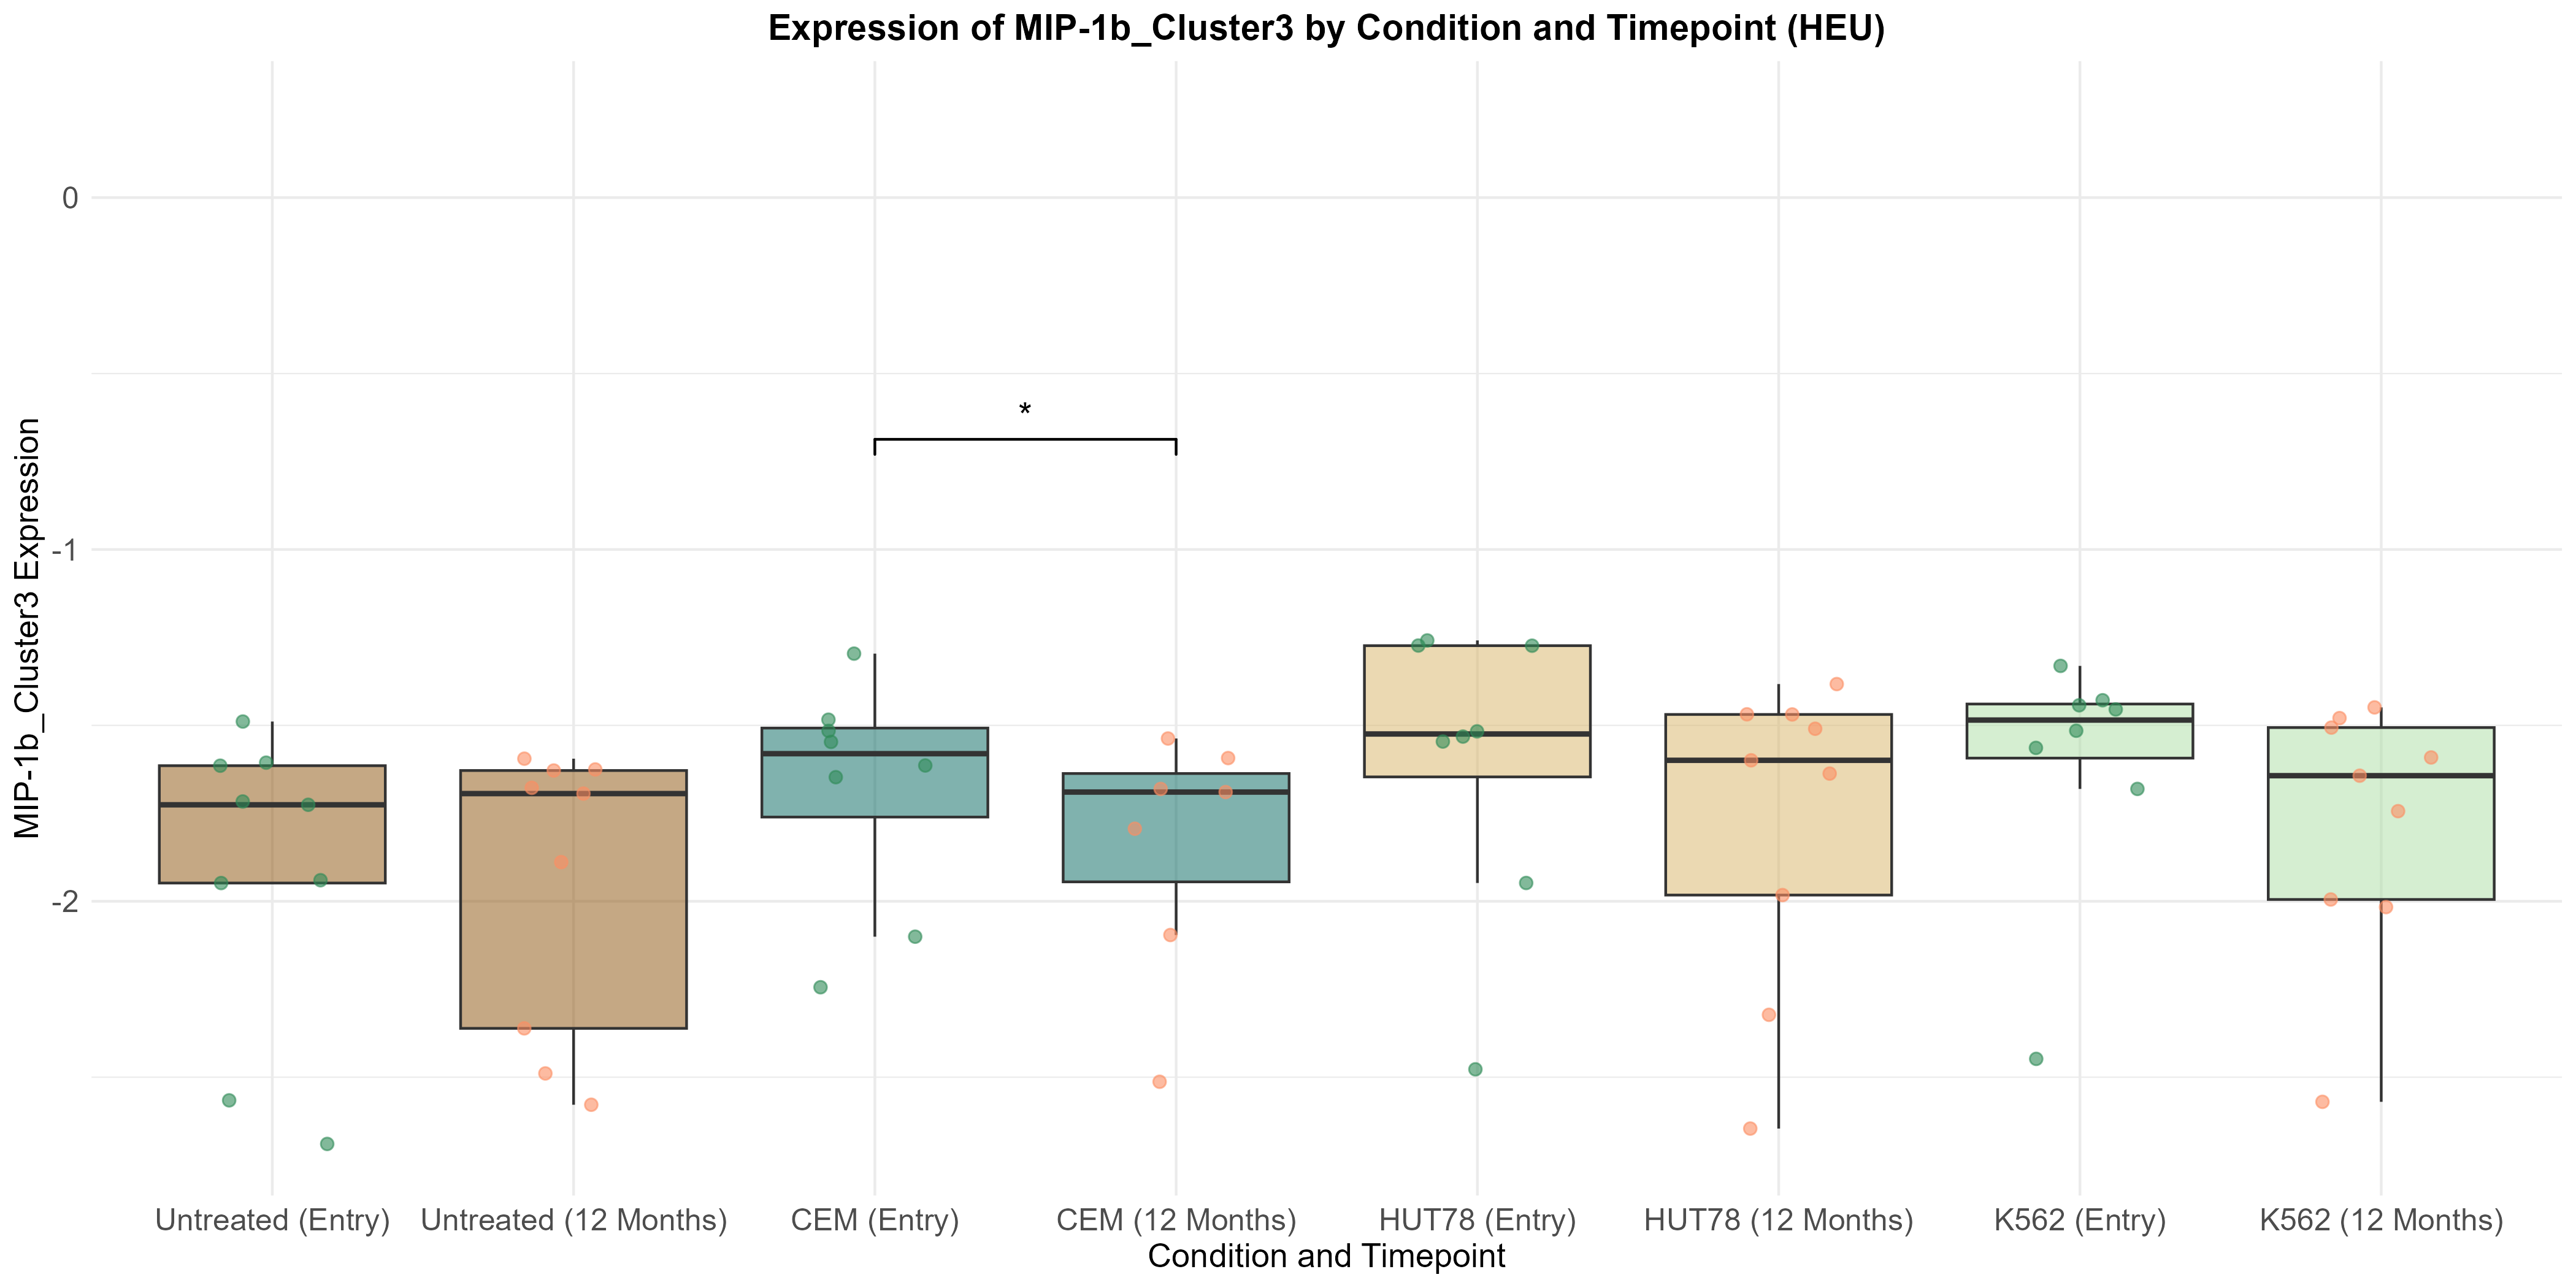 Expression of MIP-1b_Cluster3 by Condition and Timepoint (HEU)
MIP-1b_Cluster3 Expression
0
-1
-2
*
Untreated (Entry)
Untreated (12 Months)
CEM (Entry)
CEM (12 Months)
HUT78 (Entry)
HUT78 (12 Months)
K562 (Entry)
K562 (12 Months)
Condition and Timepoint